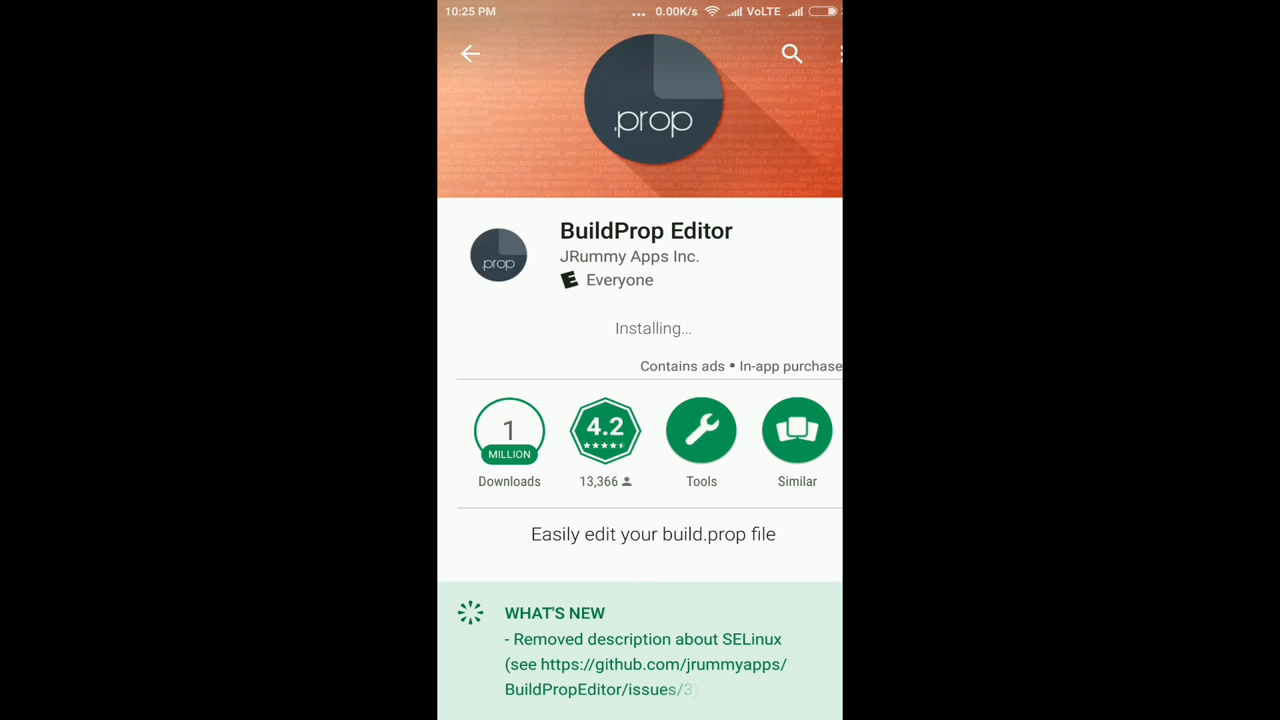 10:25 PM
... 0.00K/s VoLTE
.prop
BuildProp Editor
.prop
JRummy Apps Inc.
E Everyone
Installing...
Contains ads • In-app purchase
1
MILLION
4.2
Downloads
13,366
Tools
Similar
Easily edit your build.prop file
WHAT'S NEW
- Removed description about SELinux
(see https://github.com/jrummyapps/
BuildPropEditor/issues/3)